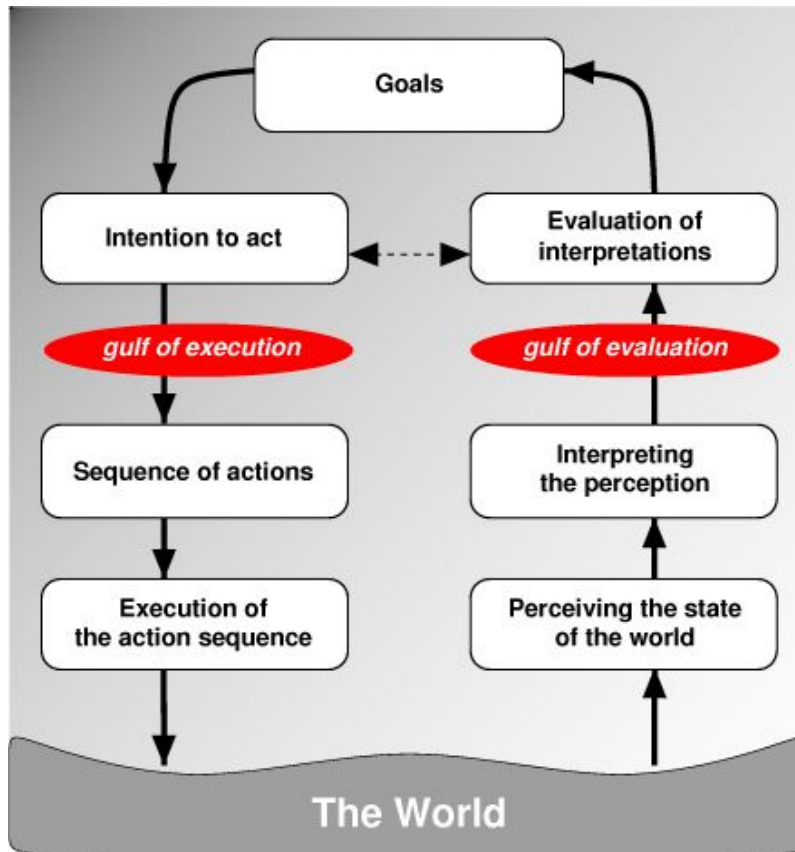 Goals
Intention to act
Evaluation of
interpretations
gulf of execution
gulf of evaluation
Sequence of actions
Interpreting
the perception
Execution of
the action sequence
Perceiving the state
of the world
The World